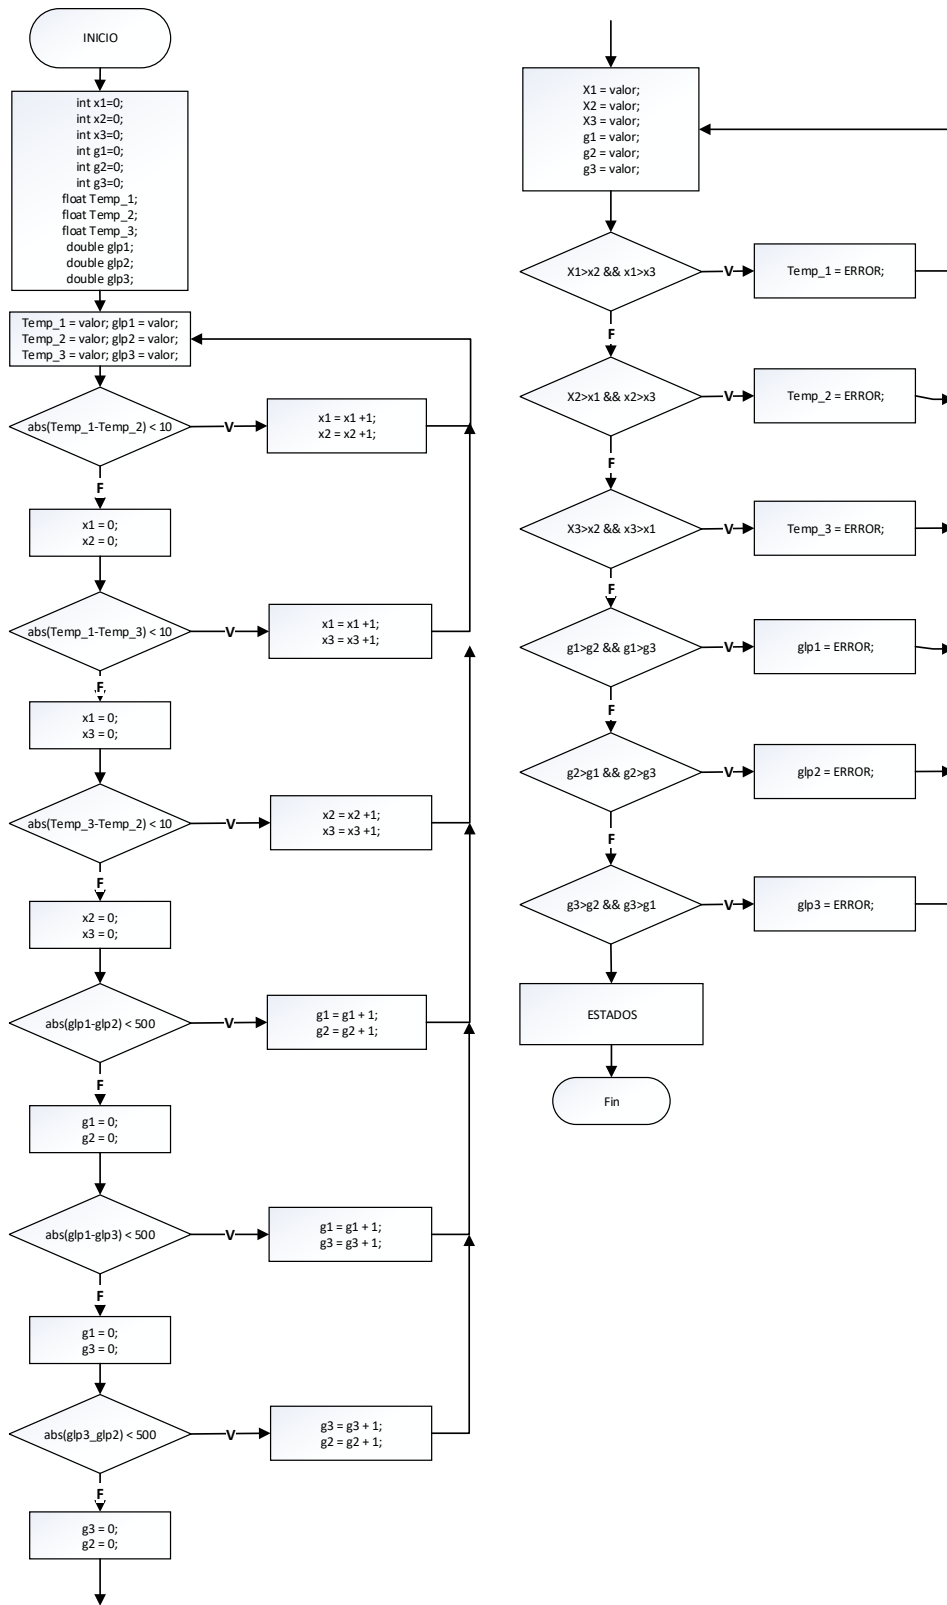 INICIO
int x1=0;
int x2=0;
int x3=0;
int g1=0;
int g2=0;
int g3=0;
float Temp_1;
float Temp_2;
float Temp_3;
double glp1;
double glp2;
double glp3;
Temp_1 = valor; glp1 = valor;
Temp_2 = valor; glp2 = valor;
Temp_3 = valor; glp3 = valor;
abs(Temp_1-Temp_2) < 10
V
x1 = x1 +1;
x2 = x2 +1;
F
x1 = 0;
x2 = 0;
abs(Temp_1-Temp_3) < 10
V
x1 = x1 +1;
x3 = x3 +1;
F
x1 = 0;
x3 = 0;
abs(Temp_3-Temp_2) < 10
V
x2 = x2 +1;
x3 = x3 +1;
F
x2 = 0;
x3 = 0;
abs(glp1-glp2) < 500
V
g1 = g1 + 1;
g2 = g2 + 1;
F
g1 = 0;
g2 = 0;
abs(glp1-glp3) < 500
V
g1 = g1 + 1;
g3 = g3 + 1;
F
g1 = 0;
g3 = 0;
abs(glp3_glp2) < 500
V
g3 = g3 + 1;
g2 = g2 + 1;
F
g3 = 0;
g2 = 0;
X1 = valor;
X2 = valor;
X3 = valor;
g1 = valor;
g2 = valor;
g3 = valor;
X1>x2 && x1>x3
V
Temp_1 = ERROR;
F
X2>x1 && x2>x3
V
Temp_2 = ERROR;
F
X3>x2 && x3>x1
V
Temp_3 = ERROR;
F
g1>g2 && g1>g3
V
glp1 = ERROR;
F
g2>g1 && g2>g3
V
glp2 = ERROR;
F
g3>g2 && g3>g1
V
glp3 = ERROR;
ESTADOS
Fin